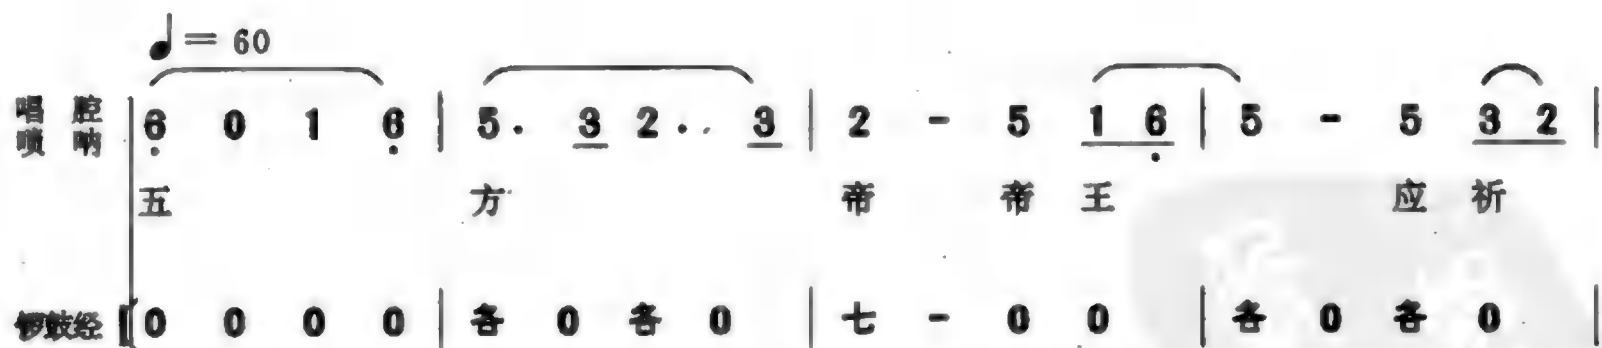 ♩= 60
唱腔 6̣ 0 1 6̣ | 5. 3 2. . 3 | 2 - 5 1 6̣ | 5 - 5 3 2 |
唢呐
五 方 帝 帝 王 应 祈
锣鼓经 0 0 0 0 | 各 0 各 0 | 七 - 0 0 | 各 0 各 0 |